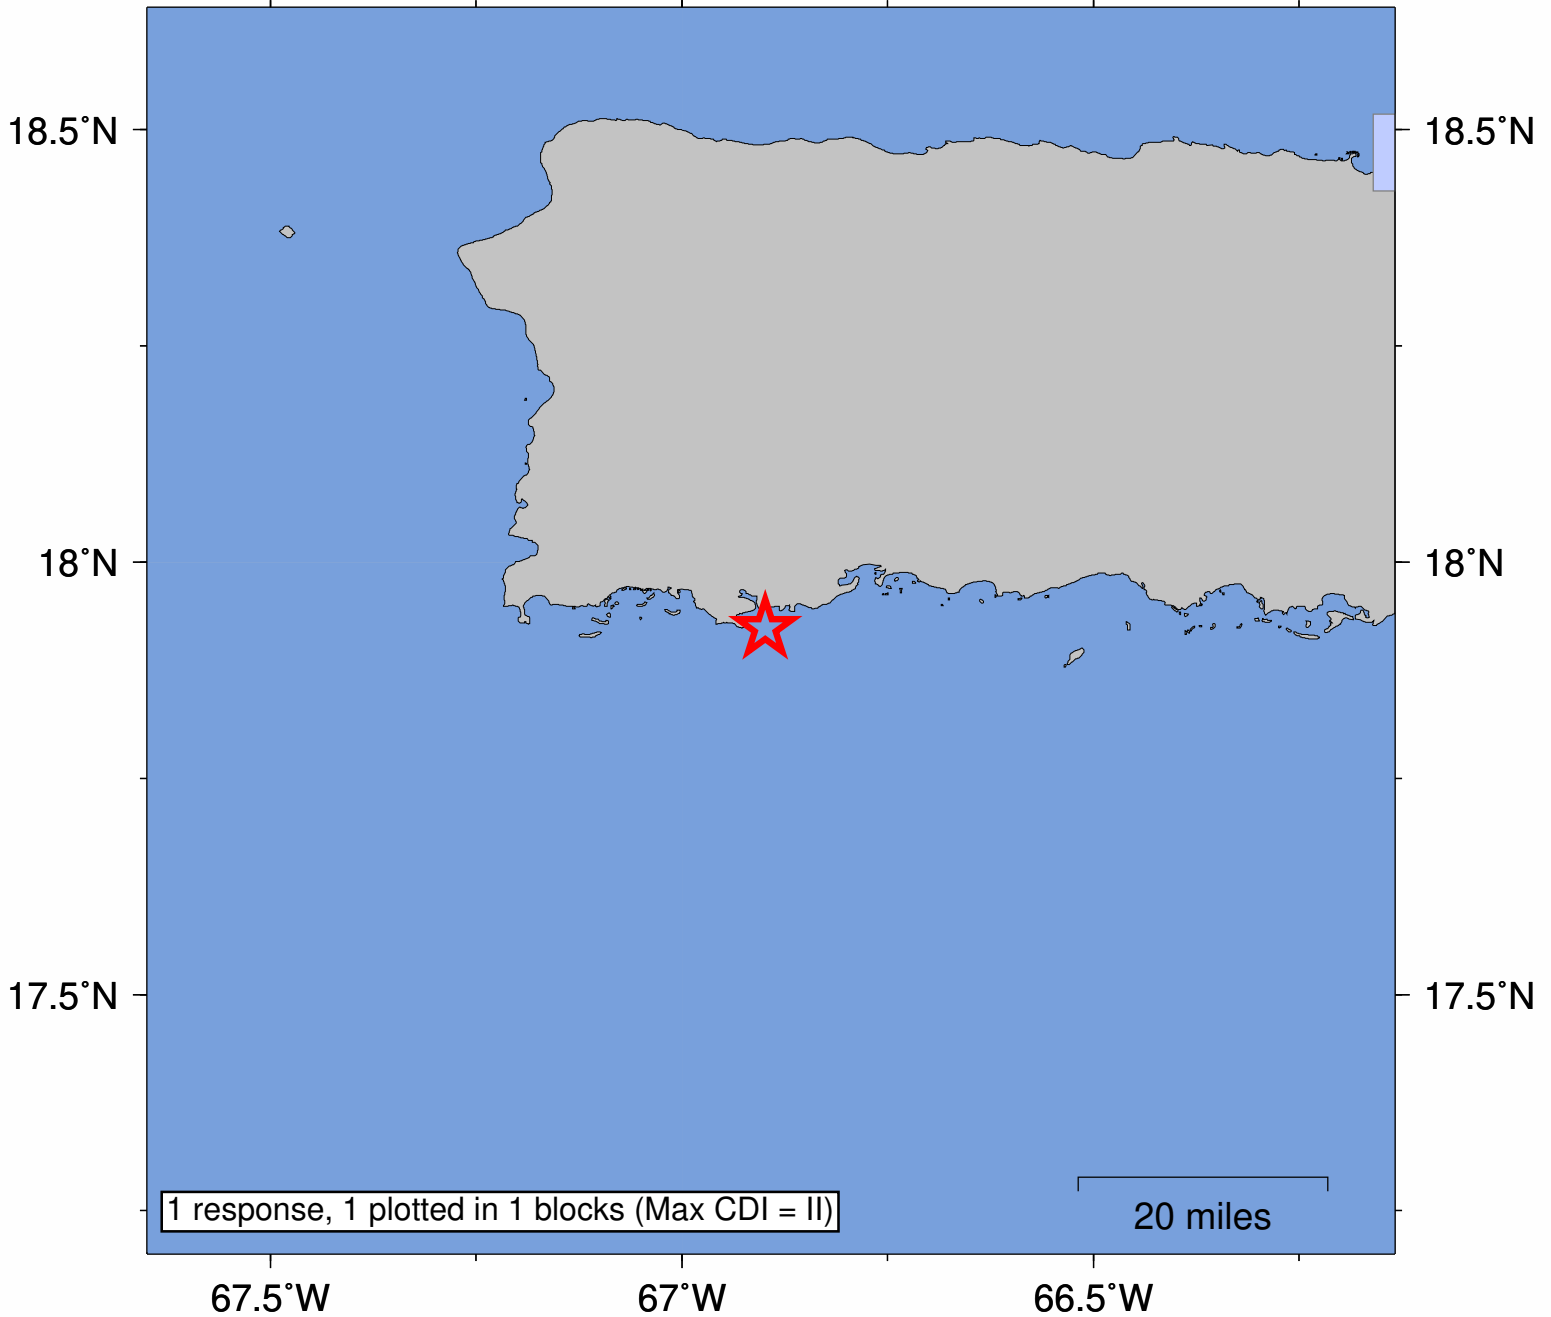 18.5˚N
18.5˚N
18˚N
18˚N
17.5˚N
17.5˚N
1 response, 1 plotted in 1 blocks (Max CDI = II)
20 miles
67.5˚W
67˚W
66.5˚W